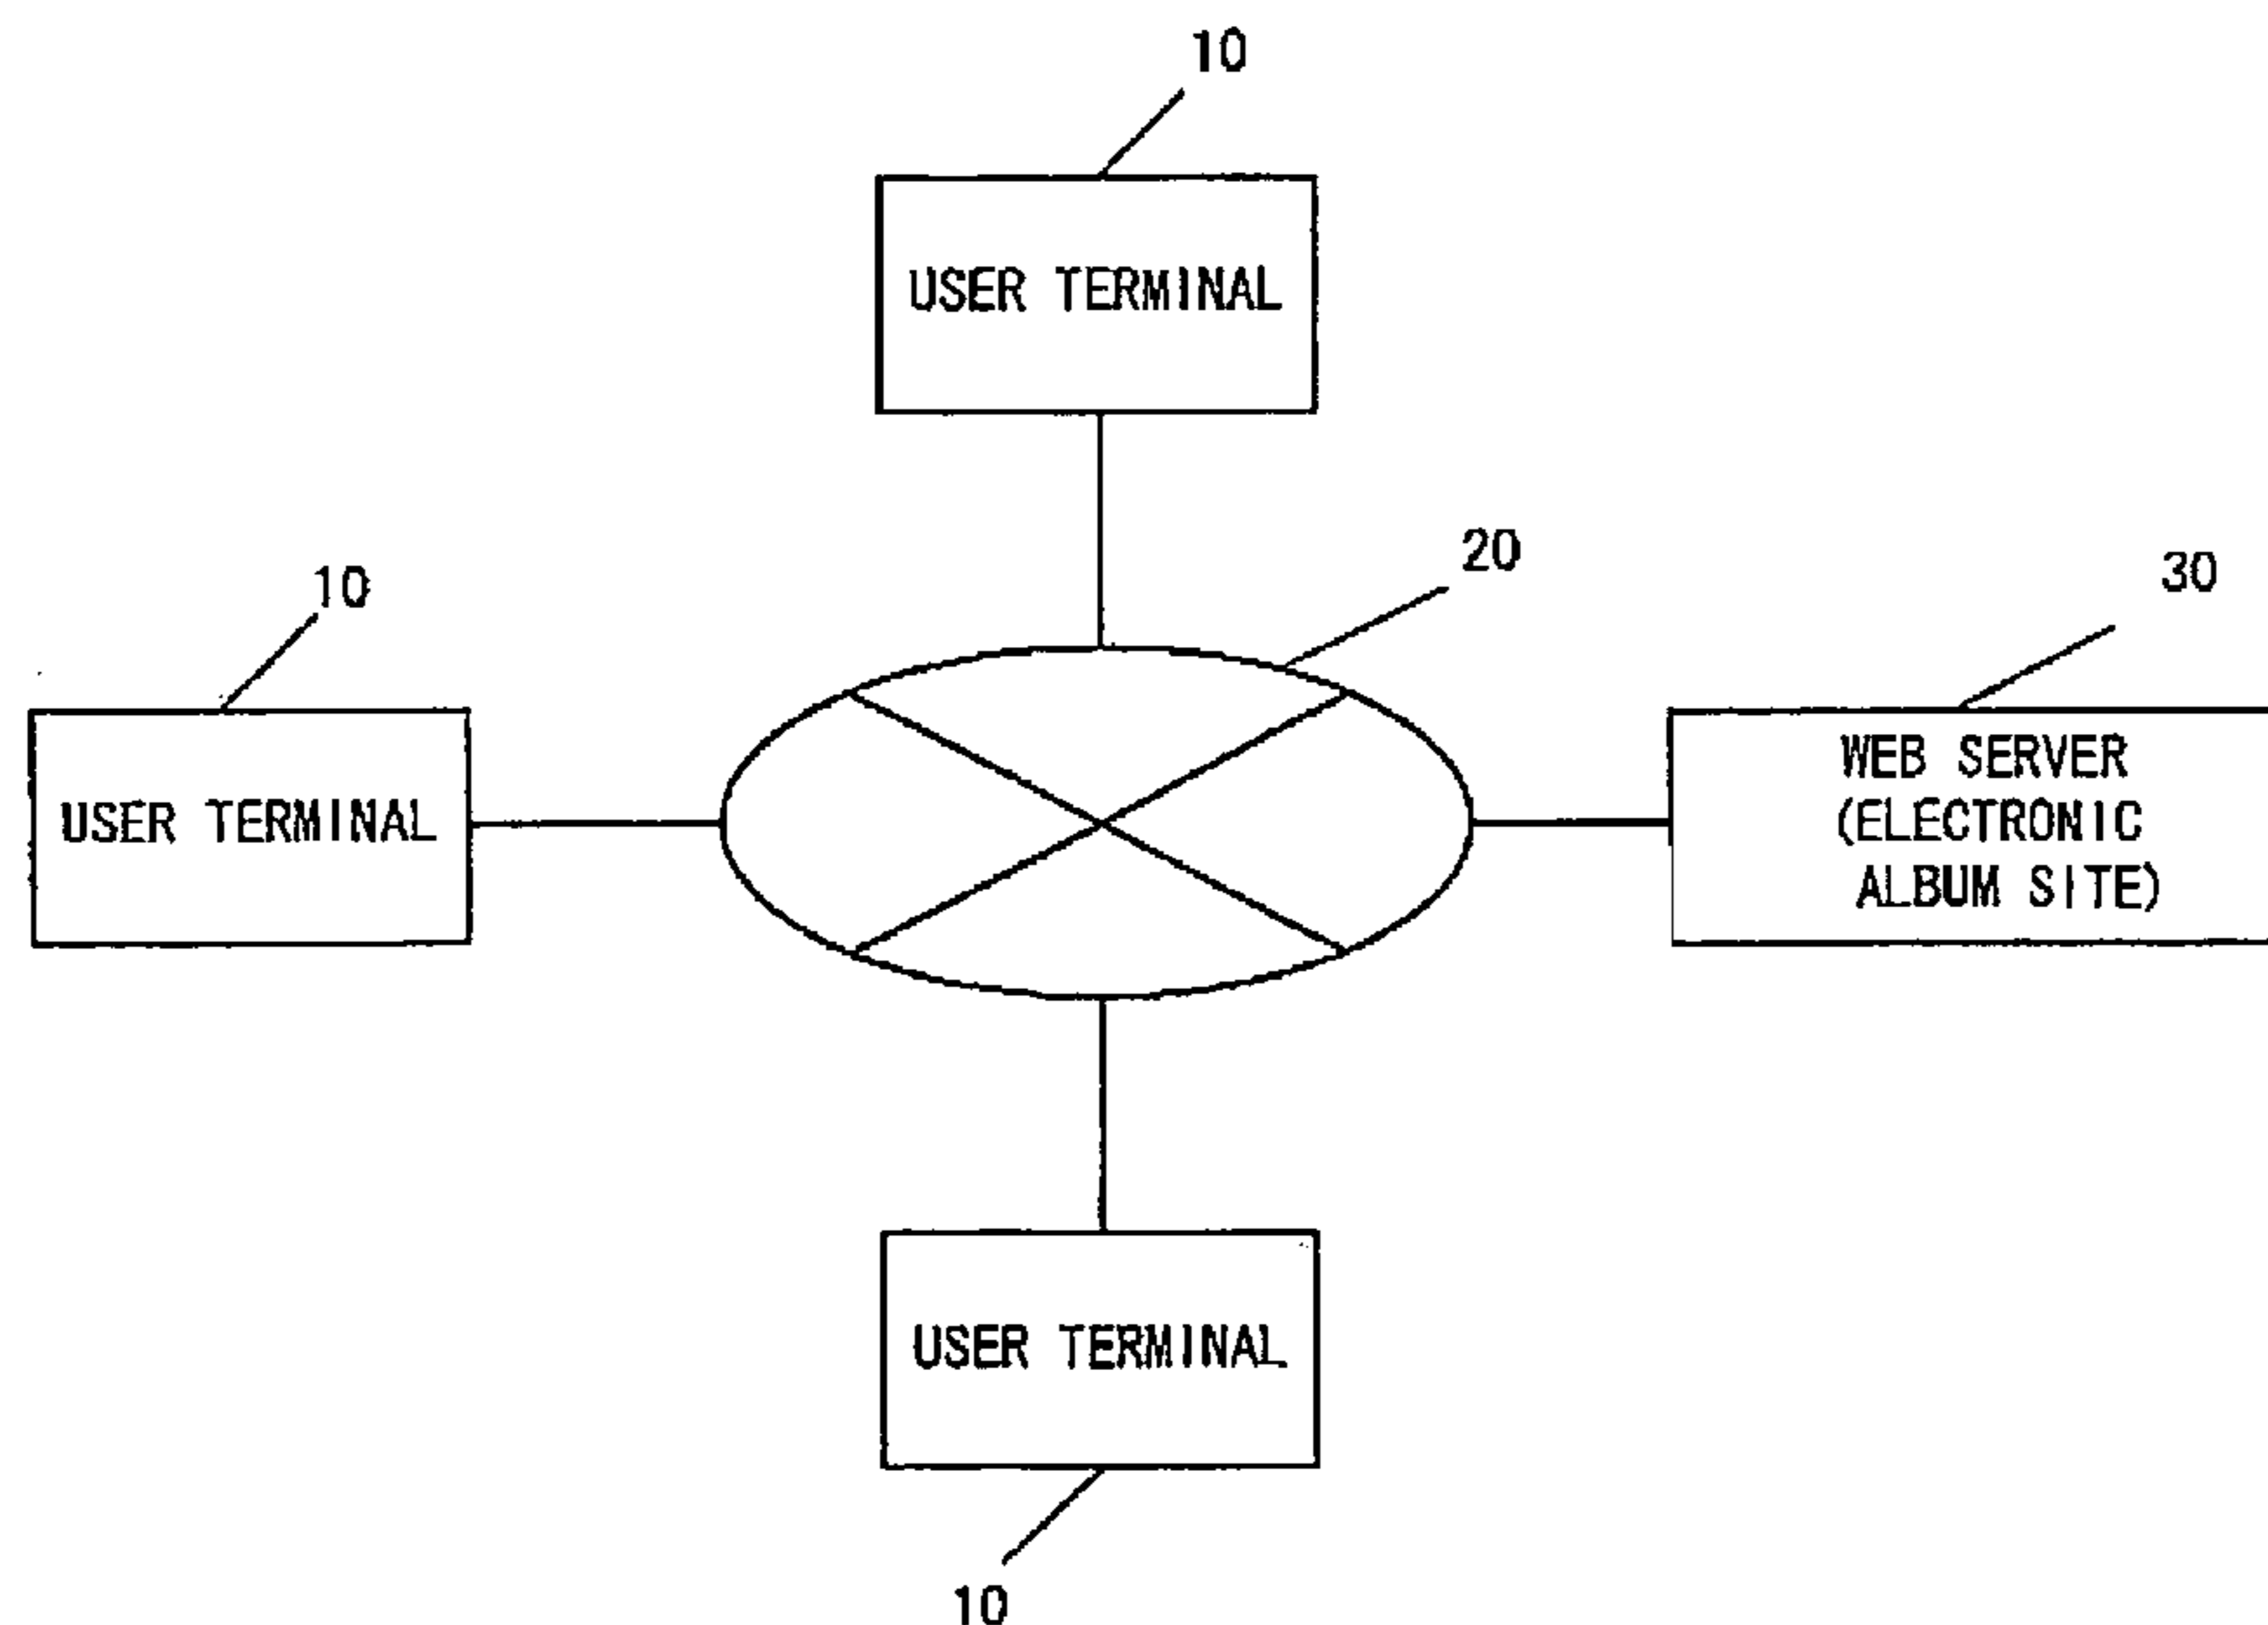 10
USER TERMINAL
20
30
10
USER TERMINAL
WEB SERVER
(ELECTRONIC
ALBUM SITE)
USER TERMINAL
10